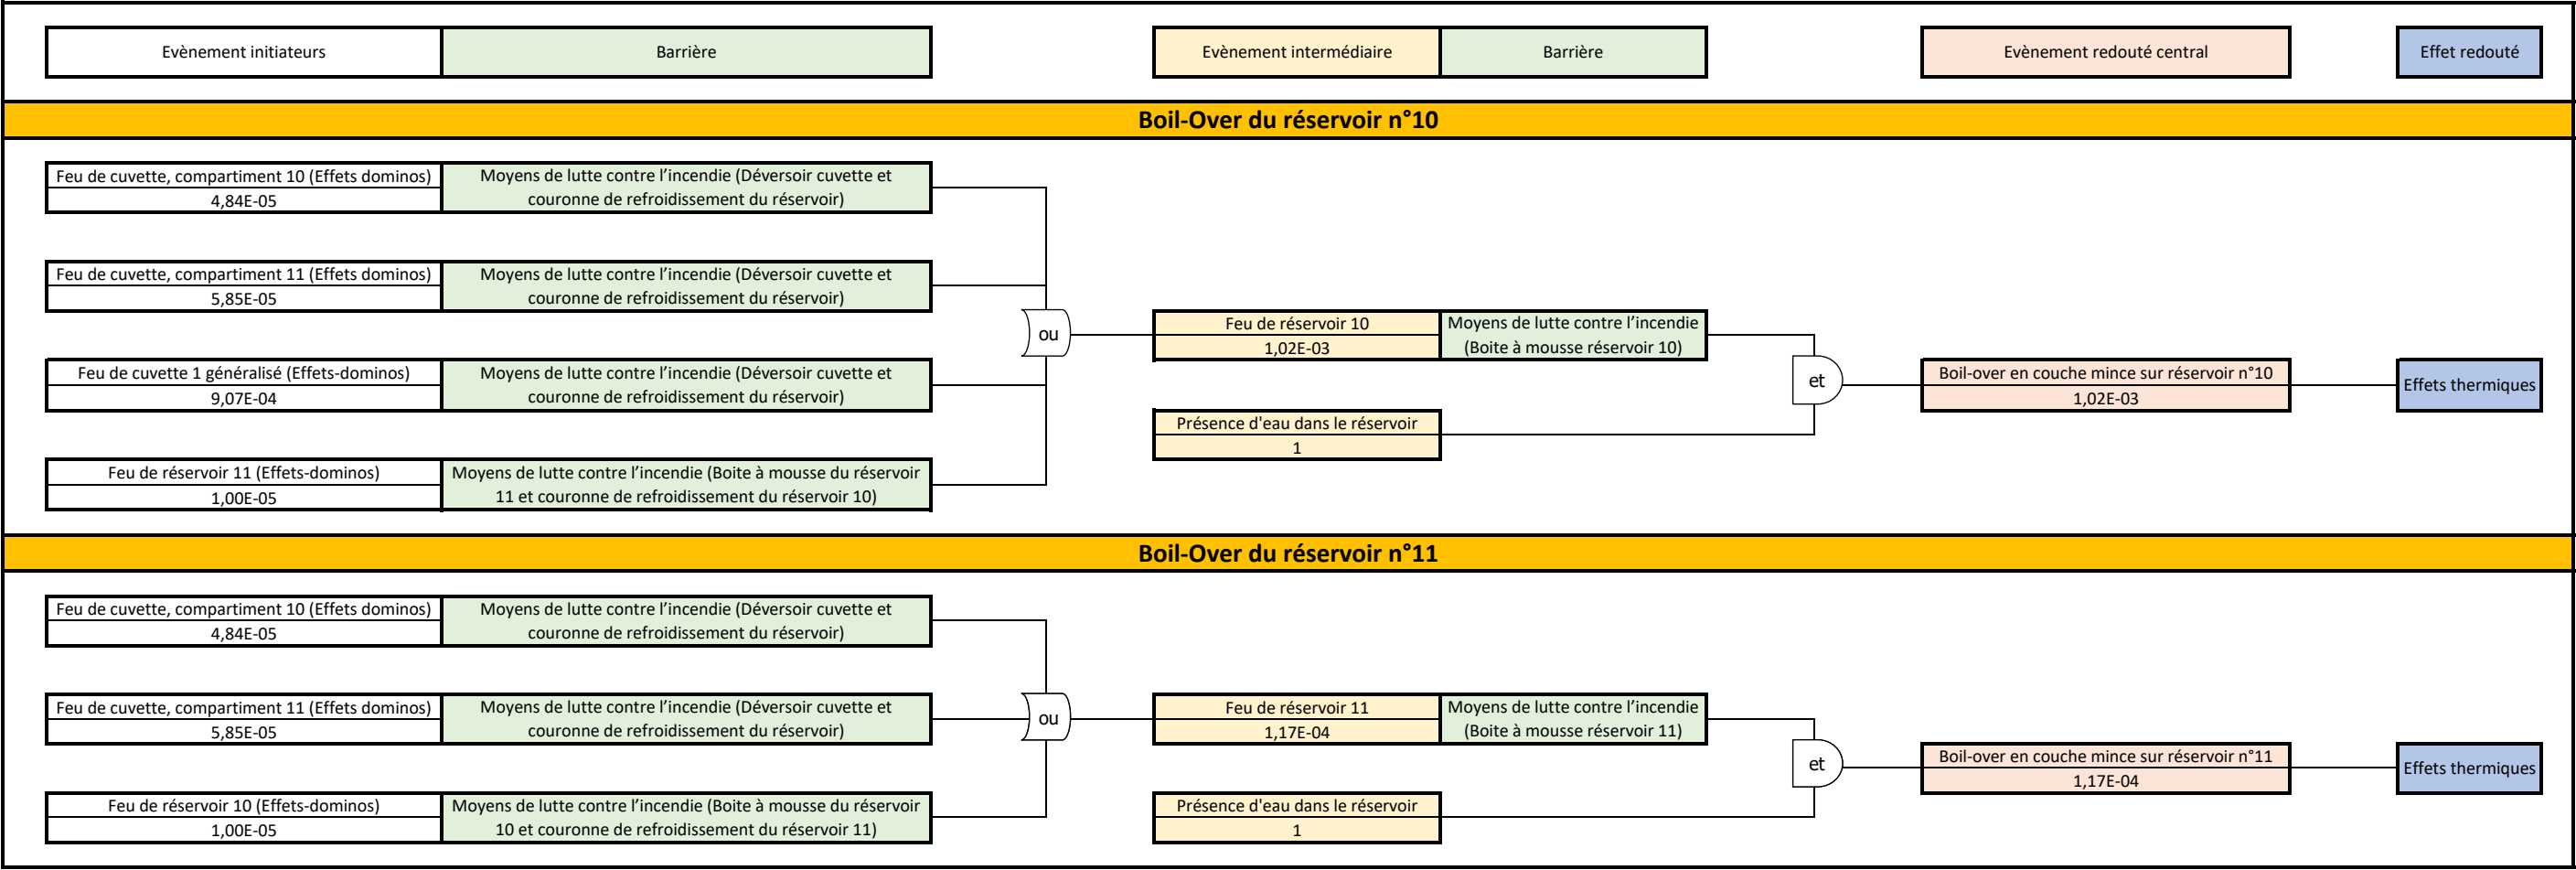 Evènement initiateurs
Barrière
Evènement intermédiaire
Barrière
Evènement redouté central
Effet redouté
Boil-Over du réservoir n°10
Feu de cuvette, compartiment 10 (Effets dominos)
4,84E-05
Moyens de lutte contre l’incendie (Déversoir cuvette et
couronne de refroidissement du réservoir)
Feu de cuvette, compartiment 11 (Effets dominos)
5,85E-05
Moyens de lutte contre l’incendie (Déversoir cuvette et
couronne de refroidissement du réservoir)
Feu de cuvette 1 généralisé (Effets-dominos)
9,07E-04
Moyens de lutte contre l’incendie (Déversoir cuvette et
couronne de refroidissement du réservoir)
Feu de réservoir 11 (Effets-dominos)
1,00E-05
Moyens de lutte contre l’incendie (Boite à mousse du réservoir
11 et couronne de refroidissement du réservoir 10)
ou
Feu de réservoir 10
1,02E-03
Moyens de lutte contre l’incendie
(Boite à mousse réservoir 10)
Présence d'eau dans le réservoir
1
et
Boil-over en couche mince sur réservoir n°10
1,02E-03
Effets thermiques
Boil-Over du réservoir n°11
Feu de cuvette, compartiment 10 (Effets dominos)
4,84E-05
Moyens de lutte contre l’incendie (Déversoir cuvette et
couronne de refroidissement du réservoir)
Feu de cuvette, compartiment 11 (Effets dominos)
5,85E-05
Moyens de lutte contre l’incendie (Déversoir cuvette et
couronne de refroidissement du réservoir)
Feu de réservoir 10 (Effets-dominos)
1,00E-05
Moyens de lutte contre l’incendie (Boite à mousse du réservoir
10 et couronne de refroidissement du réservoir 11)
ou
Feu de réservoir 11
1,17E-04
Moyens de lutte contre l’incendie
(Boite à mousse réservoir 11)
Présence d'eau dans le réservoir
1
et
Boil-over en couche mince sur réservoir n°11
1,17E-04
Effets thermiques